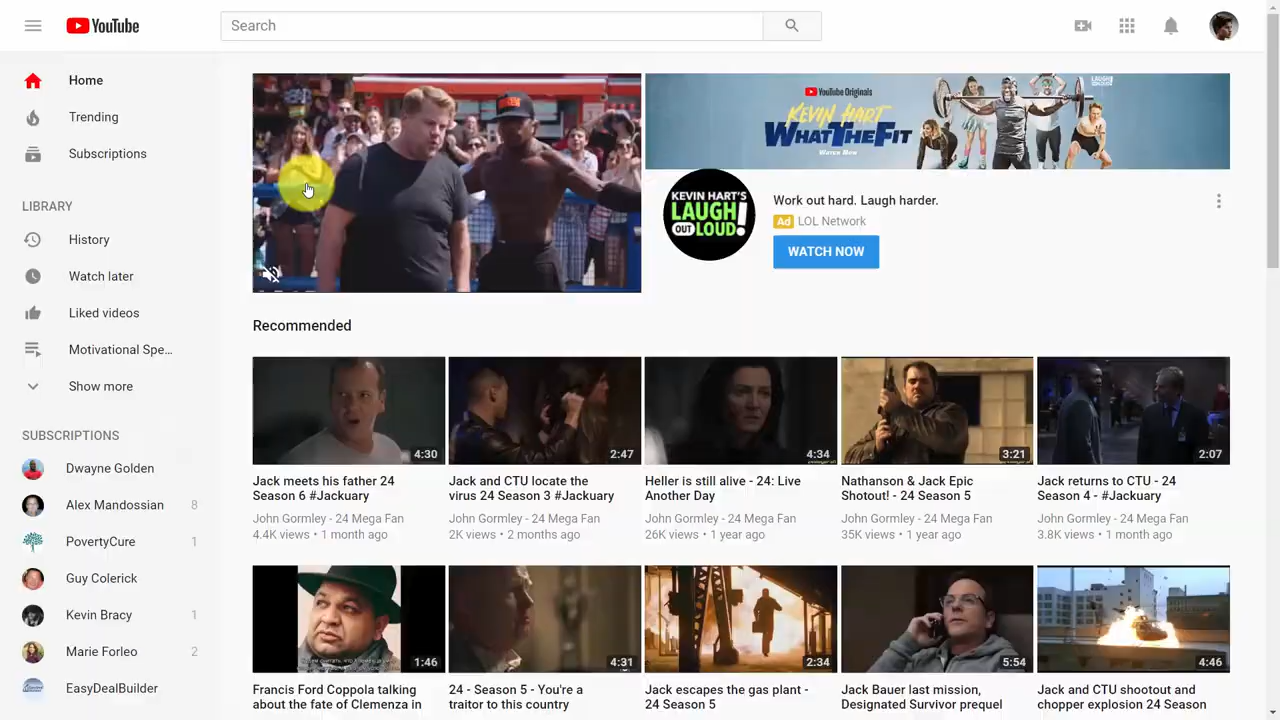 YouTube
Search
Home
Trending
Subscriptions
LIBRARY
History
Watch later
Liked videos
Motivational Spe...
Show more
SUBSCRIPTIONS
Dwayne Golden
Alex Mandossian 8
PovertyCure 1
Guy Colerick
Kevin Bracy 1
Marie Forleo 2
EasyDealBuilder
YouTube Originals
KEVIN HART
WHAT THE FIT
WATCH NOW
LAUGH
OUT
LOUD!
KEVIN HART'S
LAUGH
OUT
LOUD!
Work out hard. Laugh harder.
Ad LOL Network
WATCH NOW
Recommended
4:30
Jack meets his father 24
Season 6 #Jackuary
John Gormley - 24 Mega Fan
4.4K views • 1 month ago
2:47
Jack and CTU locate the
virus 24 Season 3 #Jackuary
John Gormley - 24 Mega Fan
2K views • 2 months ago
4:34
Heller is still alive - 24: Live
Another Day
John Gormley - 24 Mega Fan
26K views • 1 year ago
3:21
Nathanson & Jack Epic
Shotout! - 24 Season 5
John Gormley - 24 Mega Fan
35K views • 1 year ago
2:07
Jack returns to CTU - 24
Season 4 - #Jackuary
John Gormley - 24 Mega Fan
3.8K views • 1 month ago
1:46
Francis Ford Coppola talking
about the fate of Clemenza in
4:31
24 - Season 5 - You're a
traitor to this country
2:34
Jack escapes the gas plant -
24 Season 5
5:54
Jack Bauer last mission,
Designated Survivor prequel
4:46
Jack and CTU shootout and
chopper explosion 24 Season